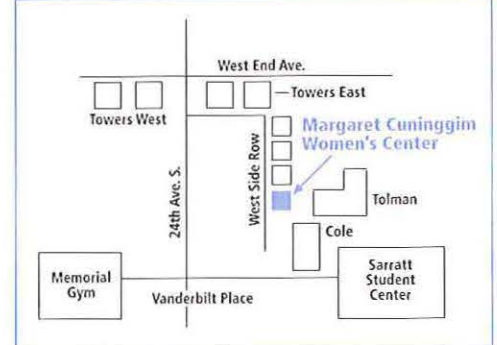 West End Ave.
Towers East
Towers West
Margaret Cuninggim
Women's Center
West Side Row
24th Ave. S.
Tolman
Cole
Memorial
Gym
Vanderbilt Place
Sarratt
Student
Center